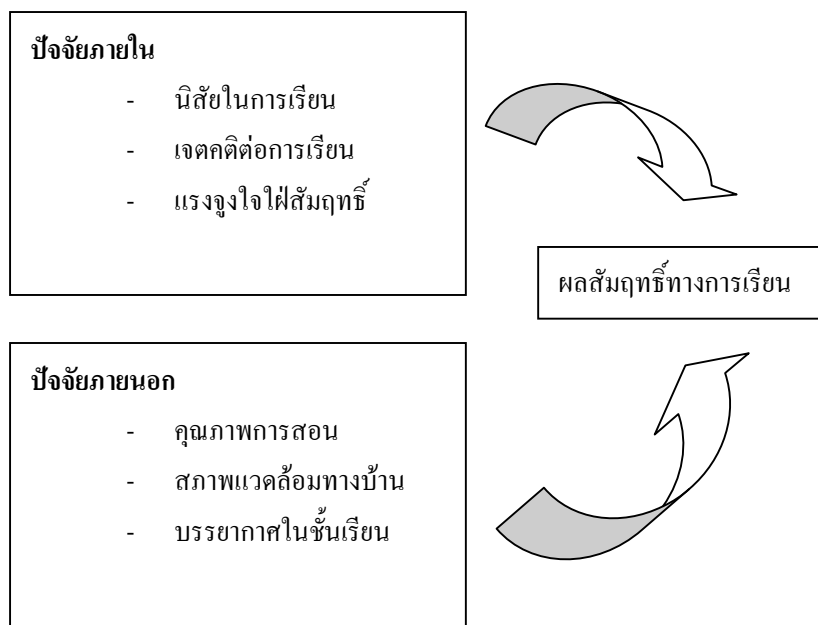 ปัจจัยภายใน
- นิสัยในการเรียน
- เจตคติต่อการเรียน
- แรงจูงใจใฝ่สัมฤทธิ์
ผลสัมฤทธิ์ทางการเรียน
ปัจจัยภายนอก
- คุณภาพการสอน
- สภาพแวดล้อมทางบ้าน
- บรรยากาศในชั้นเรียน